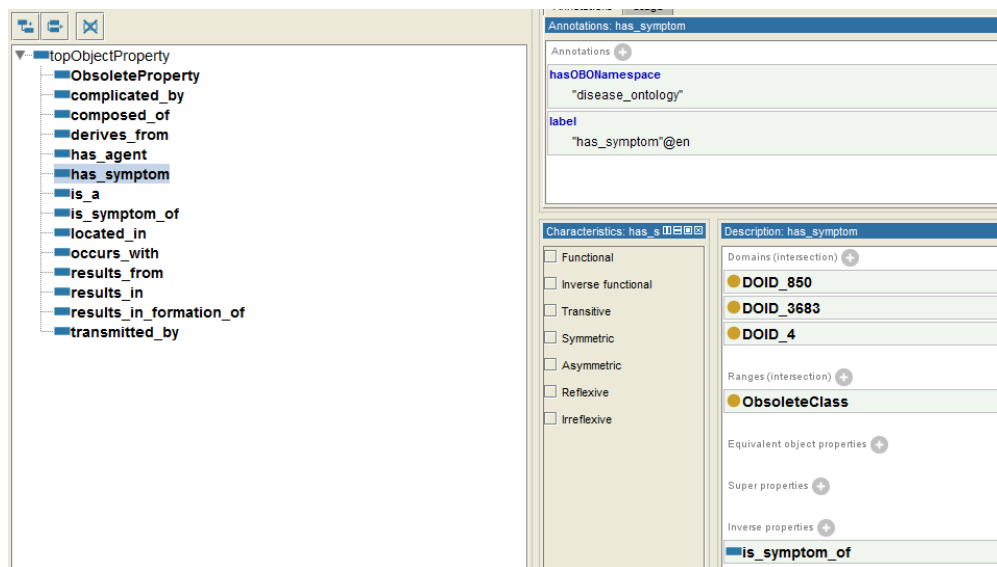 topObjectProperty
ObsoleteProperty
complicated_by
composed_of
derives_from
has_agent
has_symptom
is_a
is_symptom_of
located_in
occurs_with
results_from
results_in
results_in_formation_of
transmitted_by
Annotations: has_symptom
Annotations
hasOBONamespace
"disease_ontology"
label
"has_symptom"@en
Characteristics: has_s
Functional
Inverse functional
Transitive
Symmetric
Asymmetric
Reflexive
Irreflexive
Description: has_symptom
Domains (intersection)
DOID_850
DOID_3683
DOID_4
Ranges (intersection)
ObsoleteClass
Equivalent object properties
Super properties
Inverse properties
is_symptom_of